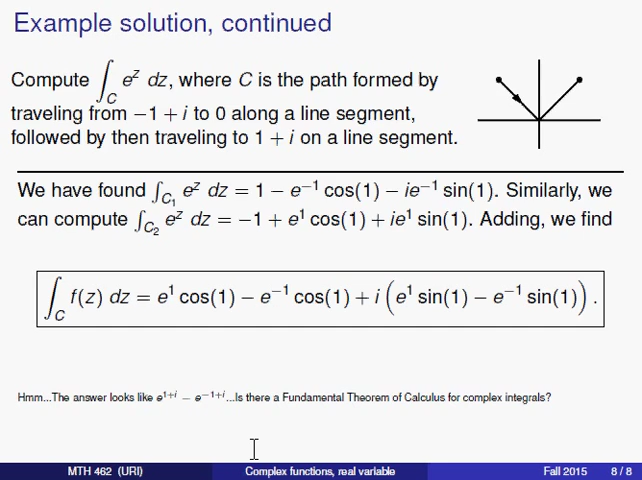 Example solution, continued
Compute ∫_C e^z dz, where C is the path formed by
traveling from −1 + i to 0 along a line segment,
followed by then traveling to 1 + i on a line segment.
We have found ∫_{C_1} e^z dz = 1 − e^{−1} cos(1) − ie^{−1} sin(1). Similarly, we
can compute ∫_{C_2} e^z dz = −1 + e^1 cos(1) + ie^1 sin(1). Adding, we find
∫_C f(z) dz = e^1 cos(1) − e^{−1} cos(1) + i (e^1 sin(1) − e^{−1} sin(1)) .
Hmm...The answer looks like e^{1+i} − e^{−1+i}...Is there a Fundamental Theorem of Calculus for complex integrals?
MTH 462 (URI) Complex functions, real variable Fall 2015 8 / 8